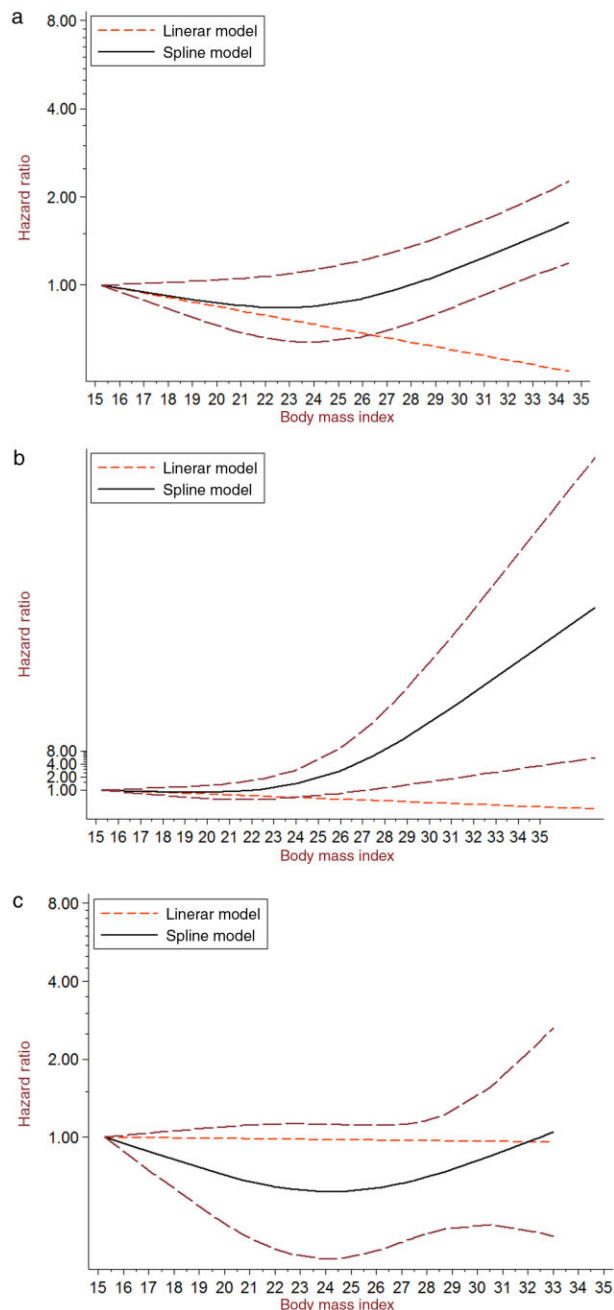 a
8.00
Linerar model
Spline model
4.00
Hazard ratio
2.00
1.00
15 16 17 18 19 20 21 22 23 24 25 26 27 28 29 30 31 32 33 34 35
Body mass index
b
Linerar model
Spline model
Hazard ratio
8.00
4.00
2.00
1.00
15 16 17 18 19 20 21 22 23 24 25 26 27 28 29 30 31 32 33 34 35
Body mass index
c
8.00
Linerar model
Spline model
4.00
Hazard ratio
2.00
1.00
15 16 17 18 19 20 21 22 23 24 25 26 27 28 29 30 31 32 33 34 35
Body mass index